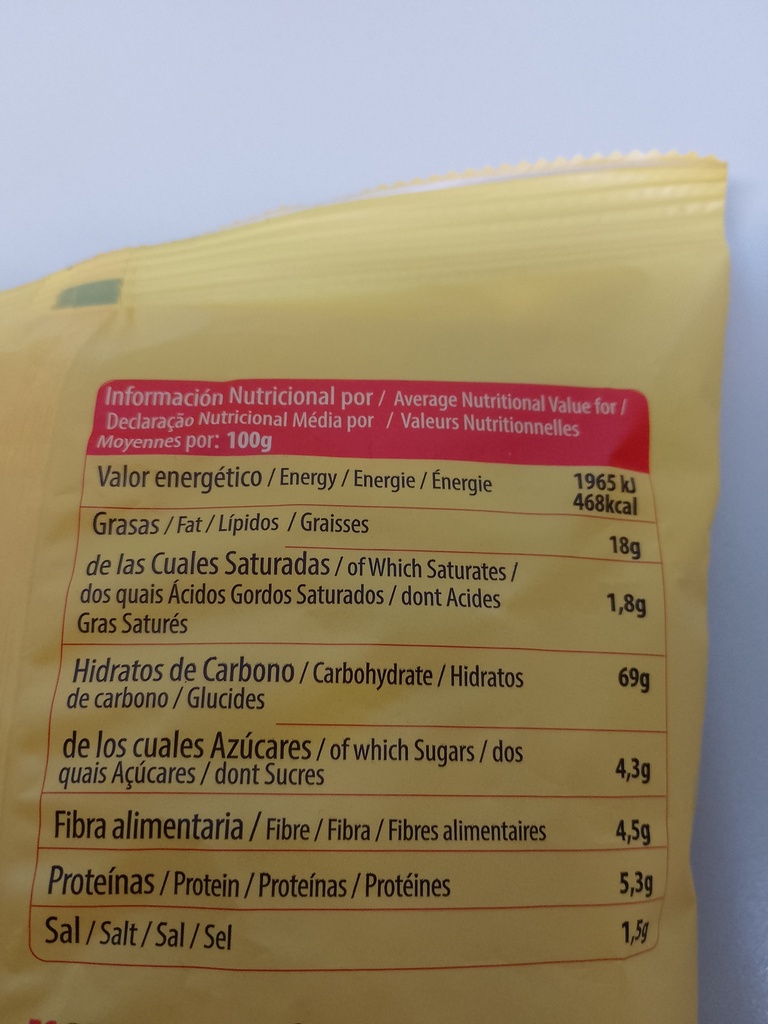 Información Nutricional por / Average Nutritional Value for /
Declaração Nutricional Média por / Valeurs Nutritionnelles
Moyennes por: 100g
Valor energético / Energy / Energie / Énergie 1965 kJ
468kcal
Grasas / Fat / Lípidos / Graisses 18g
de las Cuales Saturadas / of Which Saturates /
dos quais Ácidos Gordos Saturados / dont Acides 1,8g
Gras Saturés
Hidratos de Carbono / Carbohydrate / Hidratos 69g
de carbono / Glucides
de los cuales Azúcares / of which Sugars / dos
quais Açúcares / dont Sucres 4,3g
Fibra alimentaria / Fibre / Fibra / Fibres alimentaires 4,5g
Proteínas / Protein / Proteínas / Protéines 5,3g
Sal / Salt / Sal / Sel 1,5g